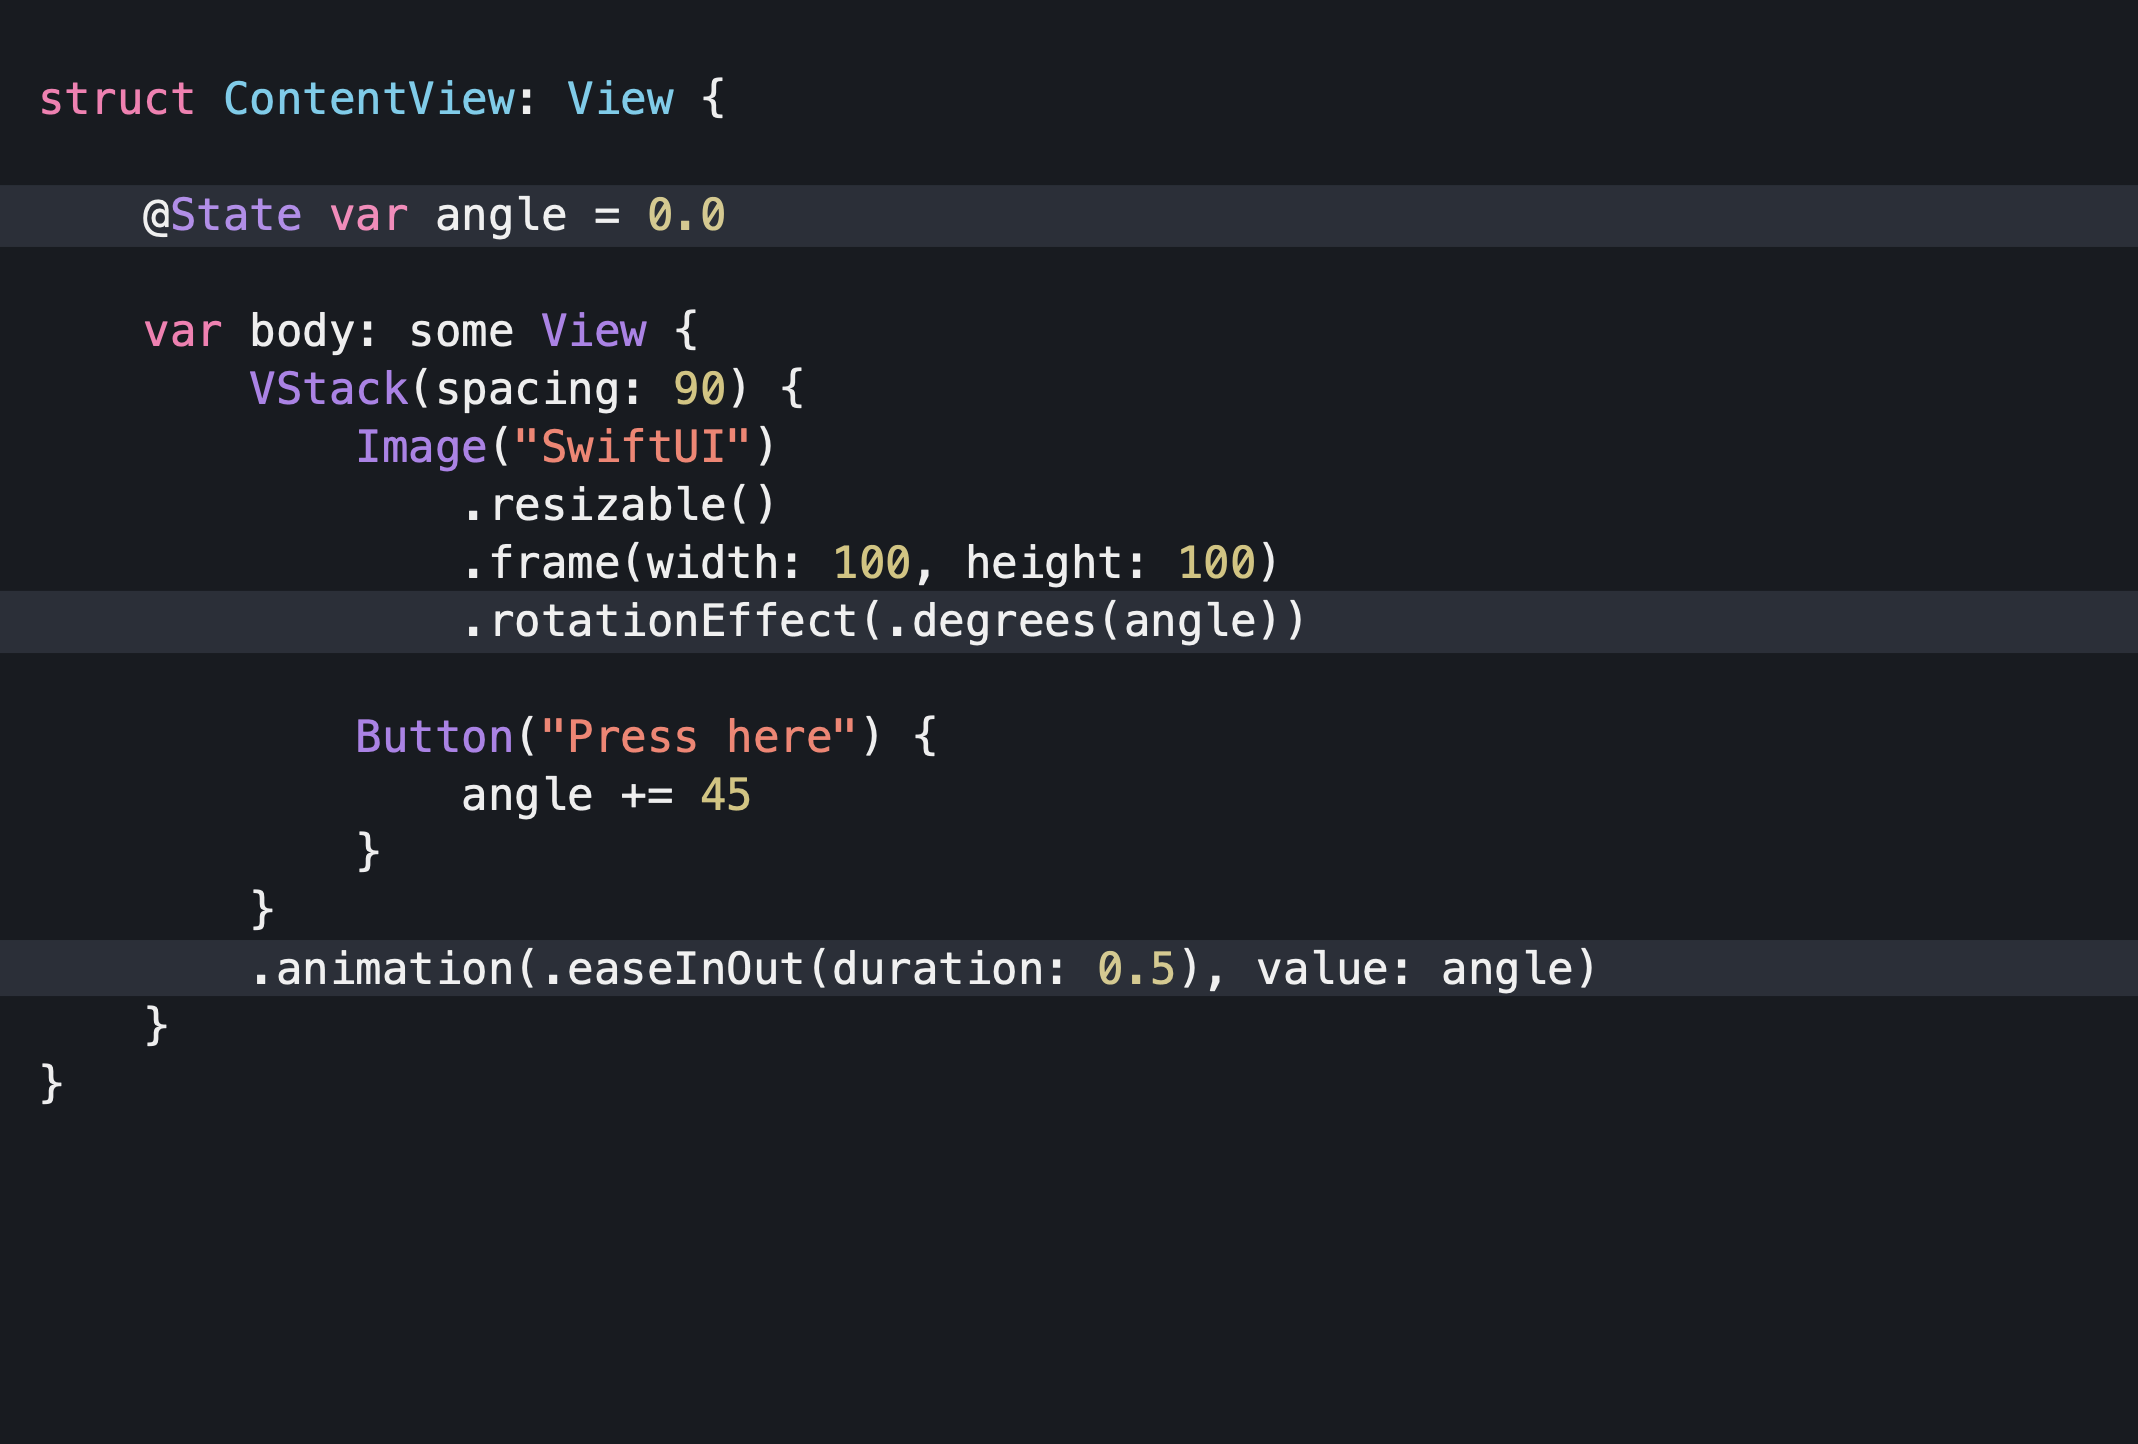 struct ContentView: View {
    @State var angle = 0.0
    var body: some View {
        VStack(spacing: 90) {
            Image("SwiftUI")
                .resizable()
                .frame(width: 100, height: 100)
                .rotationEffect(.degrees(angle))
            Button("Press here") {
                angle += 45
            }
        }
        .animation(.easeInOut(duration: 0.5), value: angle)
    }
}